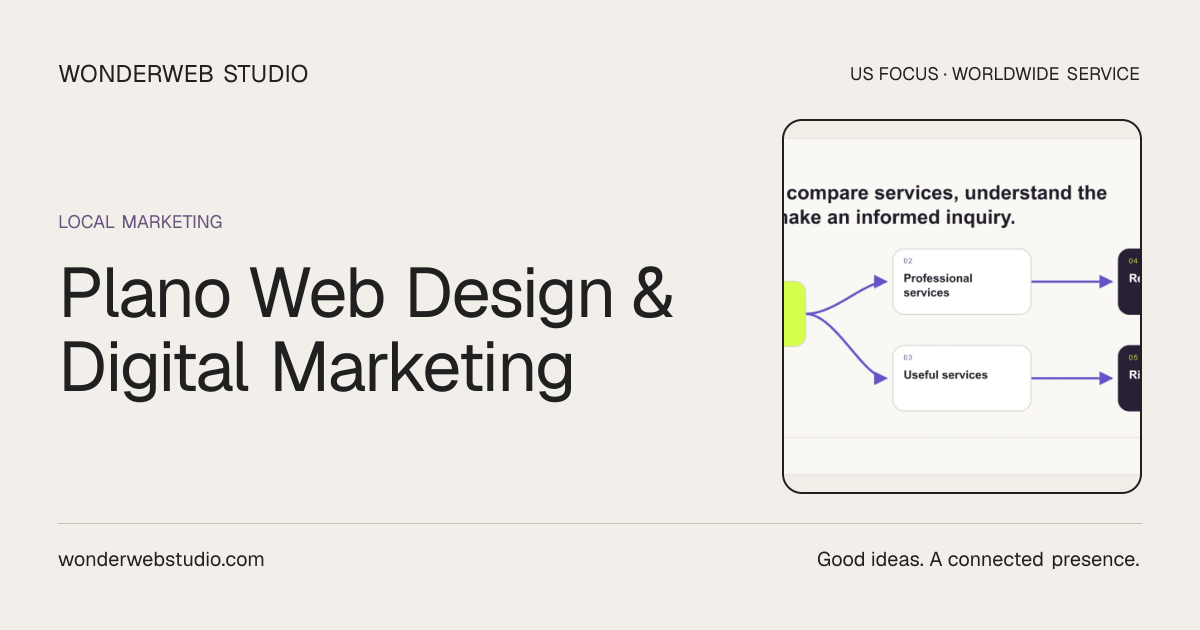 WONDERWEB STUDIO
US FOCUS · WORLDWIDE SERVICE
LOCAL MARKETING
Plano Web Design &
Digital Marketing
compare services, understand the
make an informed inquiry.
02
Professional
services
04
03
Useful services
05
wonderwebstudio.com
Good ideas. A connected presence.